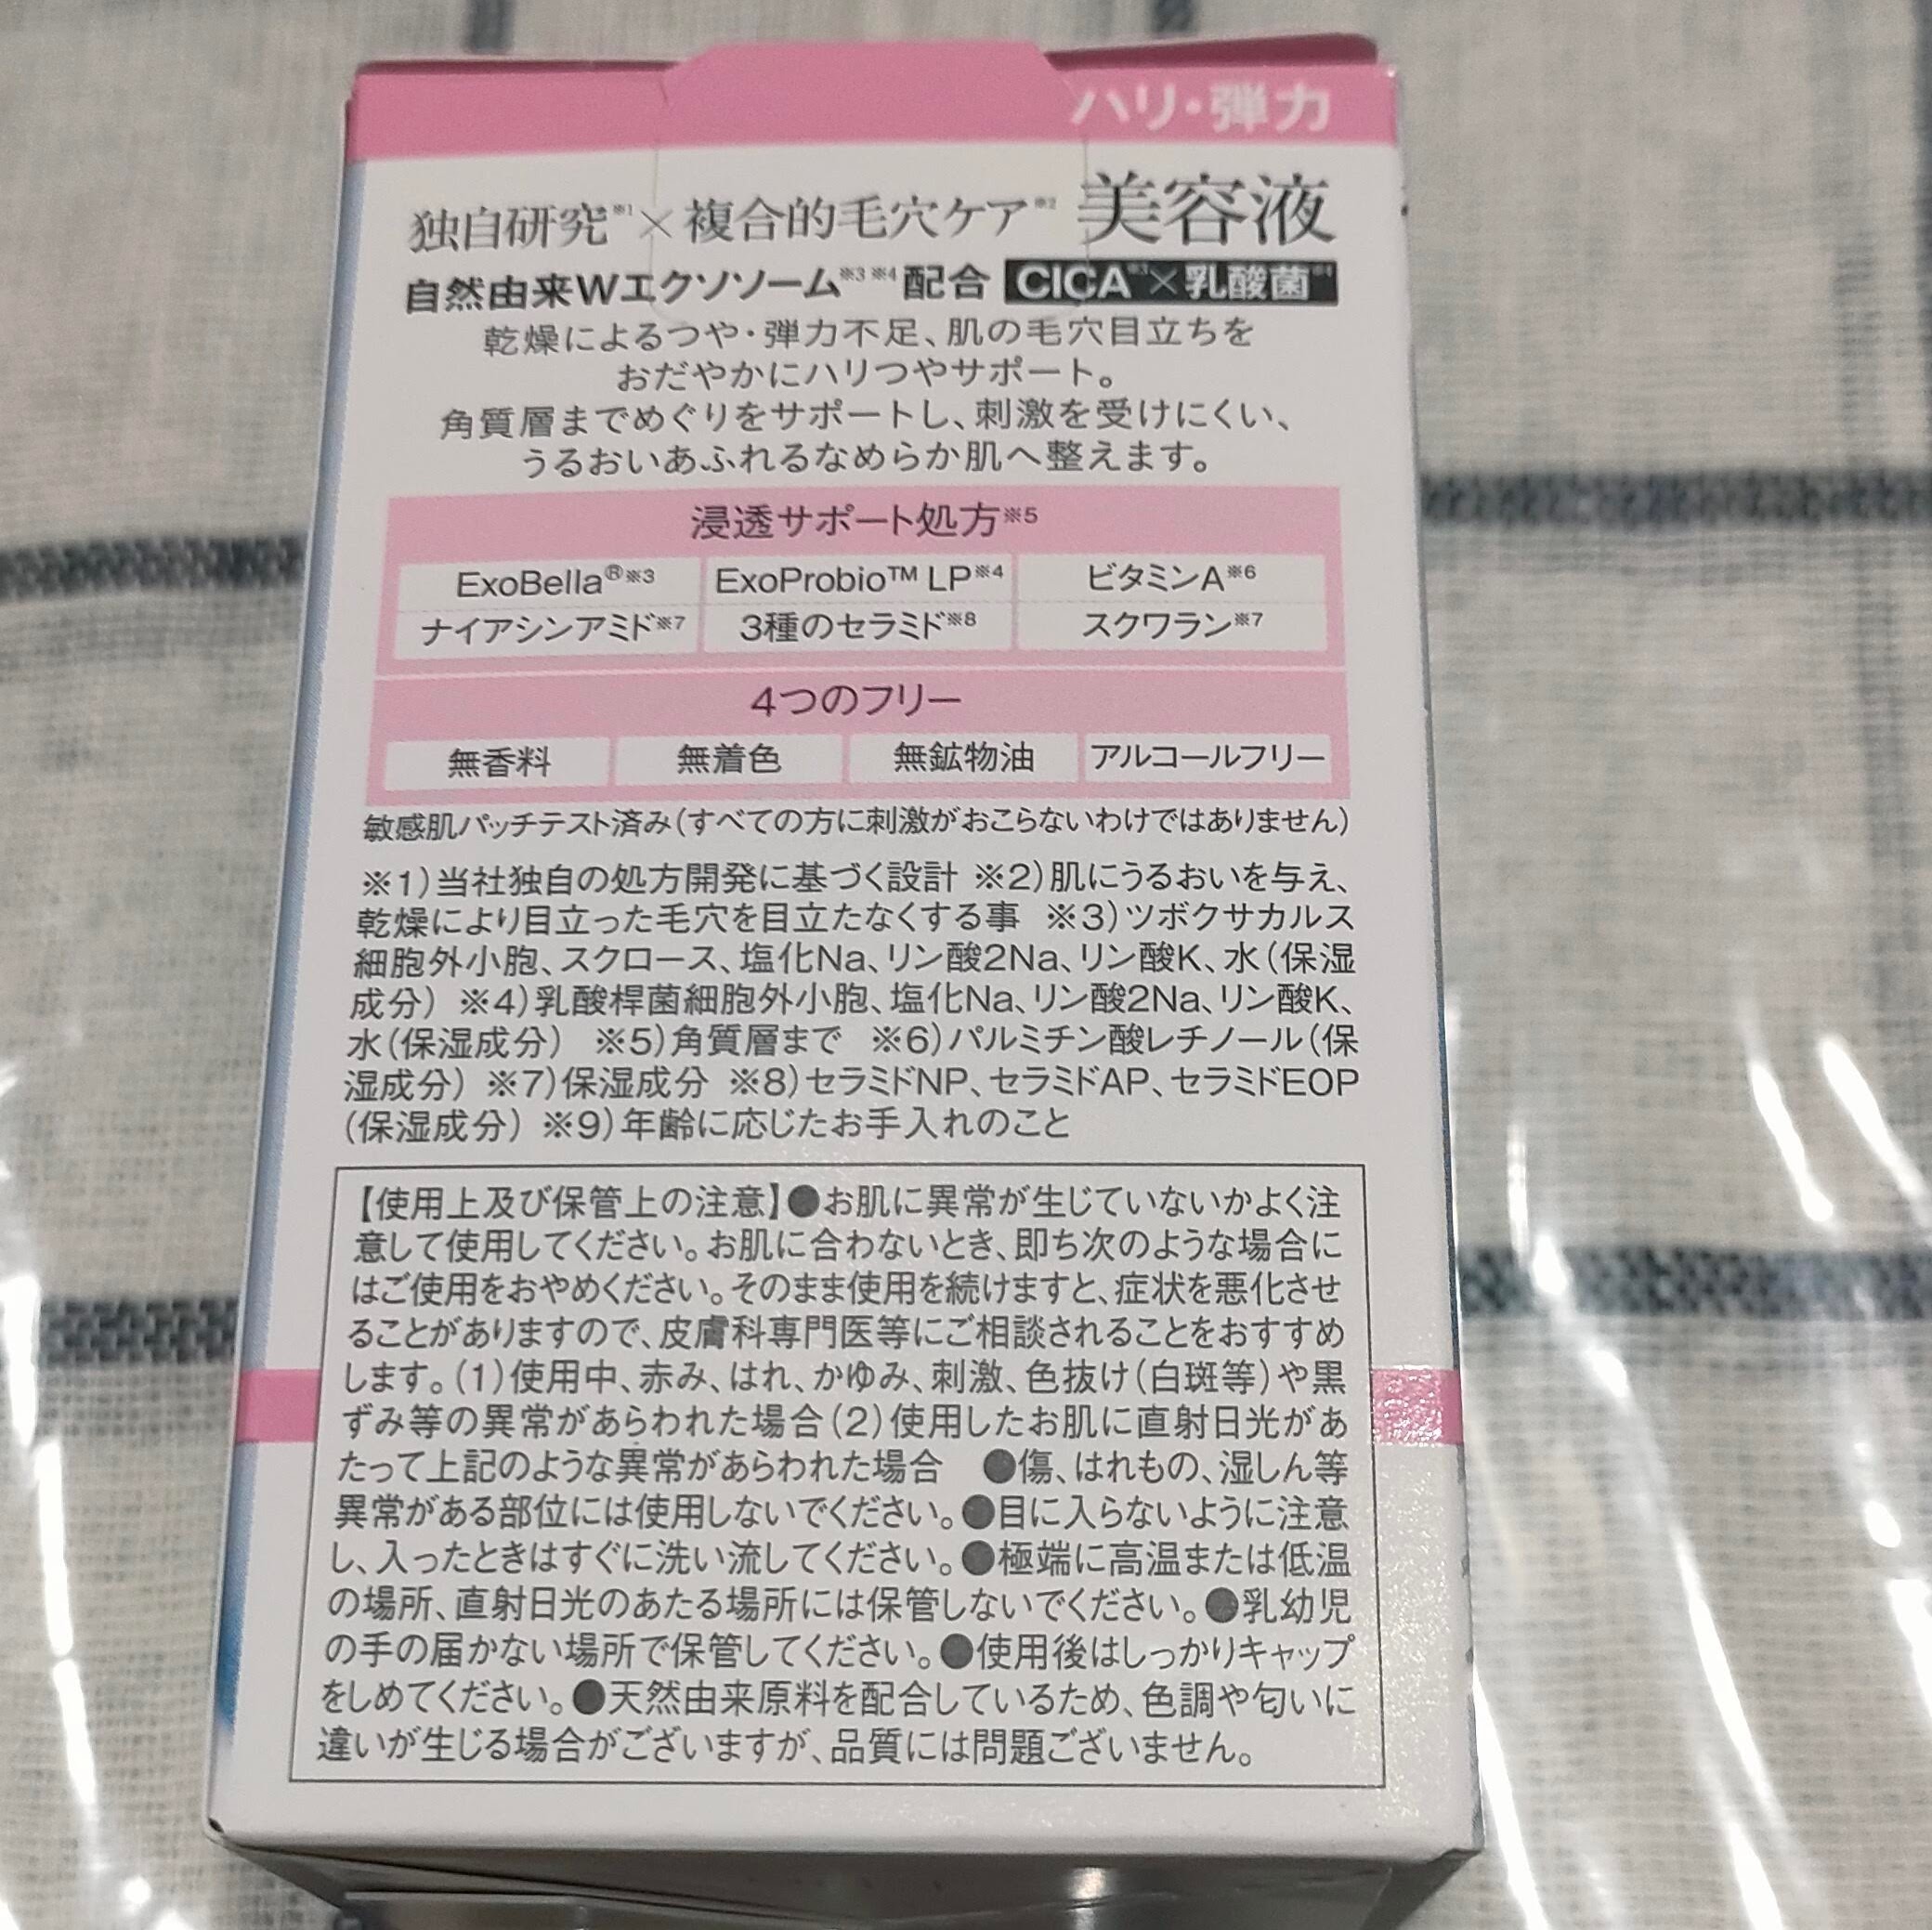 ハリ・弾力
独自研究※1×複合的毛穴ケア※2 美容液
自然由来Wエクソソーム※3 ※4配合 CICA※3×乳酸菌※4
乾燥によるつや・弾力不足、肌の毛穴目立ちを
おだやかにハリつやサポート。
角質層までめぐりをサポートし、刺激を受けにくい、
うるおいあふれるなめらか肌へ整えます。
浸透サポート処方※5
ExoBella®※3 ExoProbio™ LP※4 ビタミンA※6
ナイアシンアミド※7 3種のセラミド※8 スクワラン※7
4つのフリー
無香料 無着色 無鉱物油 アルコールフリー
敏感肌パッチテスト済み(すべての方に刺激がおこらないわけではありません)
※1)当社独自の処方開発に基づく設計 ※2)肌にうるおいを与え、
乾燥により目立った毛穴を目立たなくする事 ※3)ツボクサカルス
細胞外小胞、スクロース、塩化Na、リン酸2Na、リン酸K、水(保湿
成分) ※4)乳酸桿菌細胞外小胞、塩化Na、リン酸2Na、リン酸K、
水(保湿成分) ※5)角質層まで ※6)パルミチン酸レチノール(保
湿成分) ※7)保湿成分 ※8)セラミドNP、セラミドAP、セラミドEOP
(保湿成分) ※9)年齢に応じたお手入れのこと
【使用上及び保管上の注意】●お肌に異常が生じていないかよく注
意して使用してください。お肌に合わないとき、即ち次のような場合に
はご使用をおやめください。そのまま使用を続けますと、症状を悪化させ
ることがありますので、皮膚科専門医等にご相談されることをおすすめ
します。(1)使用中、赤み、はれ、かゆみ、刺激、色抜け(白斑等)や黒
ずみ等の異常があらわれた場合(2)使用したお肌に直射日光があ
たって上記のような異常があらわれた場合 ●傷、はれもの、湿しん等
異常がある部位には使用しないでください。●目に入らないように注意
し、入ったときはすぐに洗い流してください。●極端に高温または低温
の場所、直射日光のあたる場所には保管しないでください。●乳幼児
の手の届かない場所で保管してください。●使用後はしっかりキャップ
をしめてください。●天然由来原料を配合しているため、色調や匂いに
違いが生じる場合がございますが、品質には問題ございません。